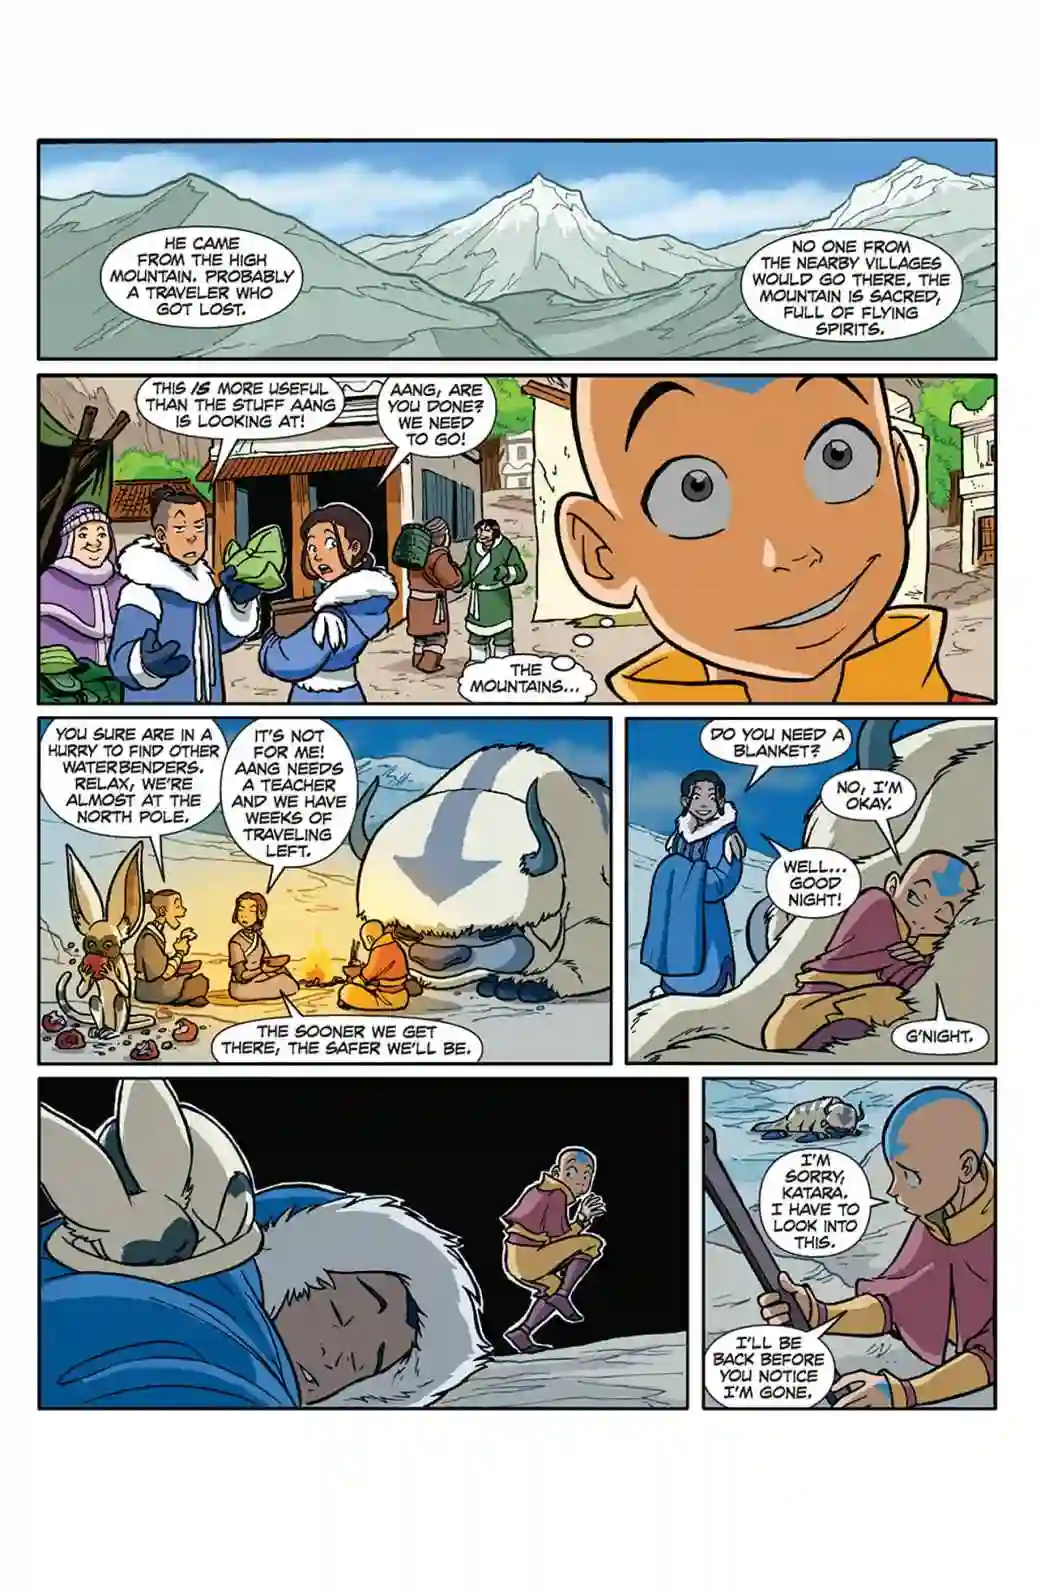 HE CAME
FROM THE HIGH
MOUNTAIN. PROBABLY
A TRAVELER WHO
GOT LOST.
NO ONE FROM
THE NEARBY VILLAGES
WOULD GO THERE. THE
MOUNTAIN IS SACRED,
FULL OF FLYING
SPIRITS.
THIS IS MORE USEFUL
THAN THE STUFF AANG
IS LOOKING AT!
AANG, ARE
YOU DONE?
WE NEED
TO GO!
THE
MOUNTAINS...
YOU SURE ARE IN A
HURRY TO FIND OTHER
WATERBENDERS.
RELAX, WE'RE
ALMOST AT THE
NORTH POLE.
IT'S NOT
FOR ME!
AANG NEEDS
A TEACHER
AND WE HAVE
WEEKS OF
TRAVELING
LEFT.
THE SOONER WE GET
THERE, THE SAFER WE'LL BE.
DO YOU NEED A
BLANKET?
NO, I'M
OKAY.
WELL...
GOOD
NIGHT!
G'NIGHT.
I'M
SORRY,
KATARA.
I HAVE TO
LOOK INTO
THIS.
I'LL BE
BACK BEFORE
YOU NOTICE
I'M GONE.